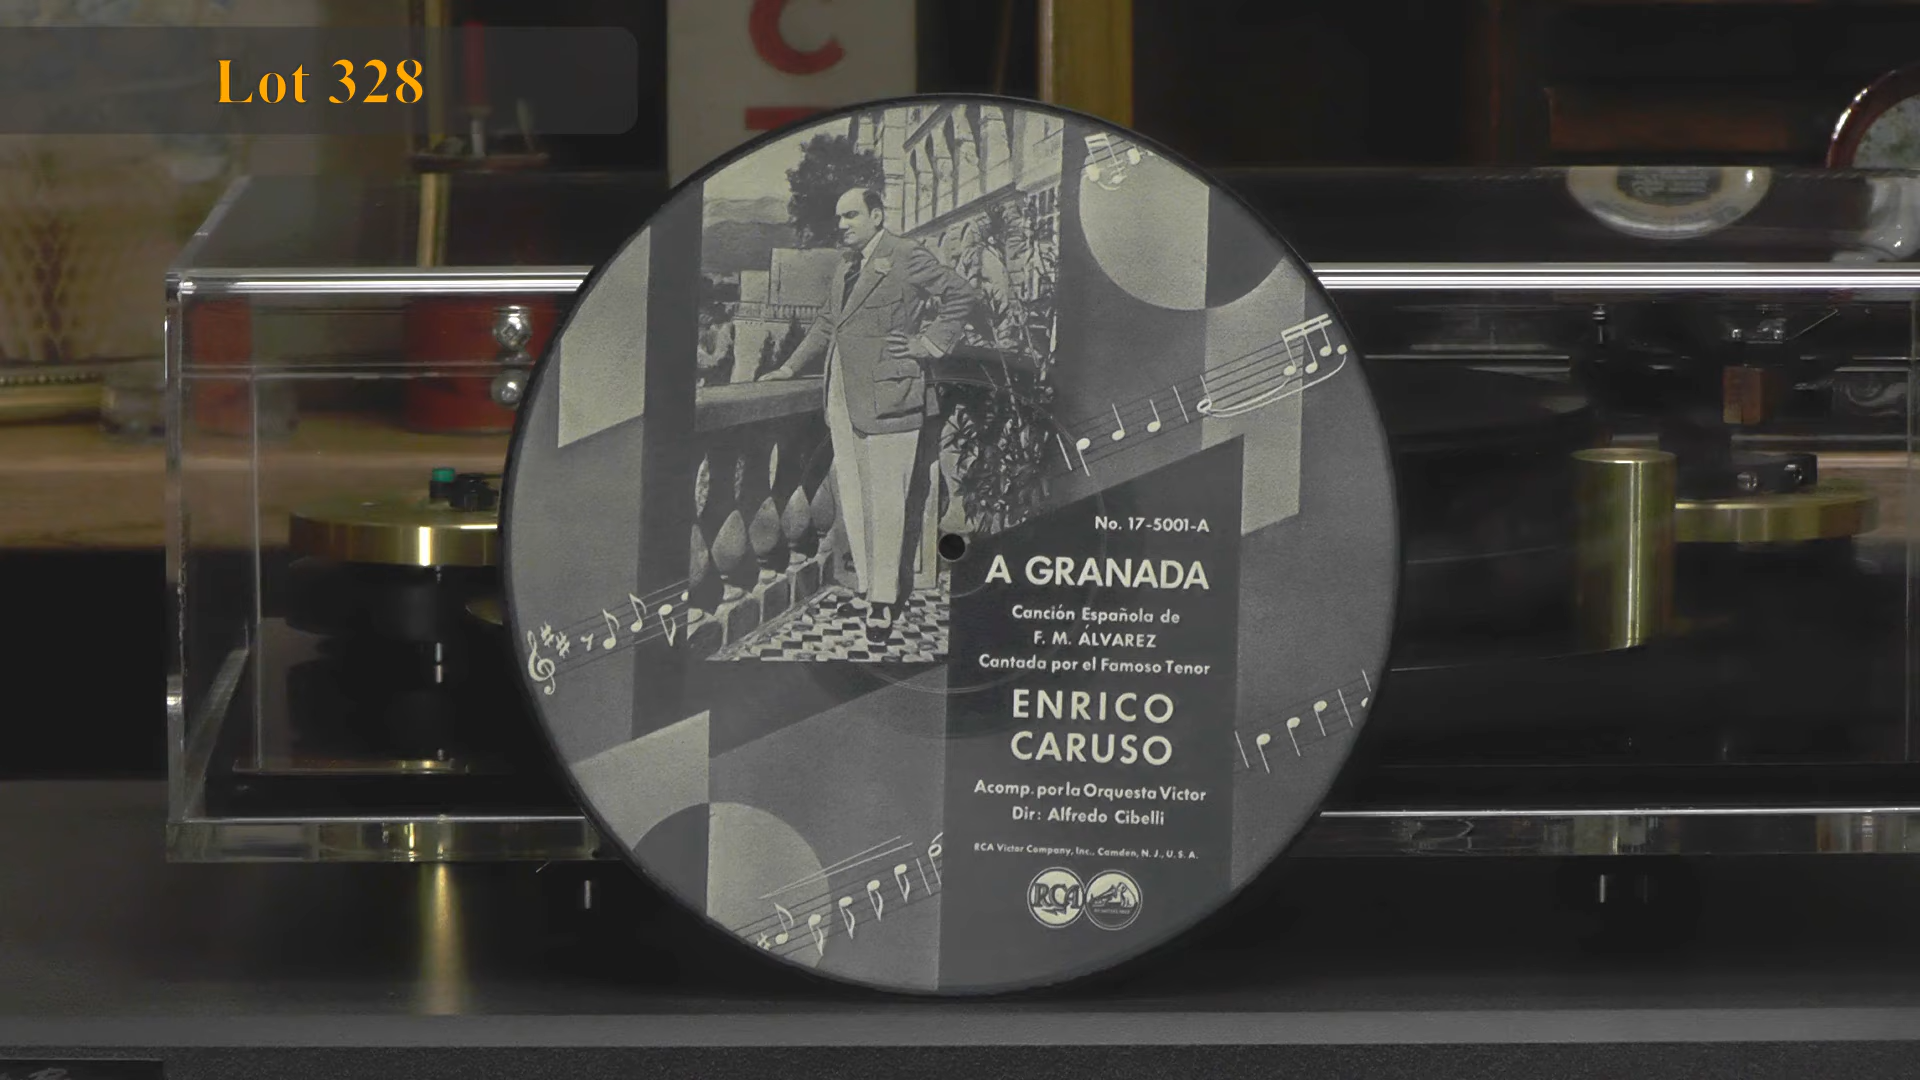 Lot 328
C
No. 17-5001-A
A GRANADA
Canción Española de
F. M. ÁLVAREZ
Cantada por el Famoso Tenor
ENRICO
CARUSO
Acomp. por la Orquesta Victor
Dir: Alfredo Cibelli
RCA Victor Company, Inc., Camden, N. J., U. S. A.
RCA